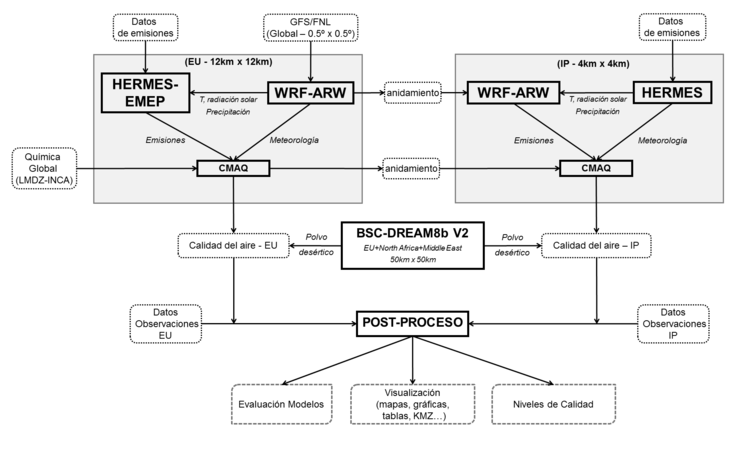 Datos
de emisiones
GFS/FNL
(Global – 0.5º x 0.5º)
Datos
de emisiones
(EU - 12km x 12km)
(IP - 4km x 4km)
HERMES-
EMEP
WRF-ARW
anidamiento
WRF-ARW
HERMES
T, radiación solar
Precipitación
T, radiación solar
Precipitación
Emisiones
Meteorología
Emisiones
Meteorología
Química
Global
(LMDZ-INCA)
CMAQ
anidamiento
CMAQ
Calidad del aire - EU
Polvo
desértico
BSC-DREAM8b V2
EU+North Africa+Middle East
50km x 50km
Polvo
desértico
Calidad del aire – IP
Datos
Observaciones
EU
POST-PROCESO
Datos
Observaciones
IP
Evaluación Modelos
Visualización
(mapas, gráficas,
tablas, KMZ…)
Niveles de Calidad